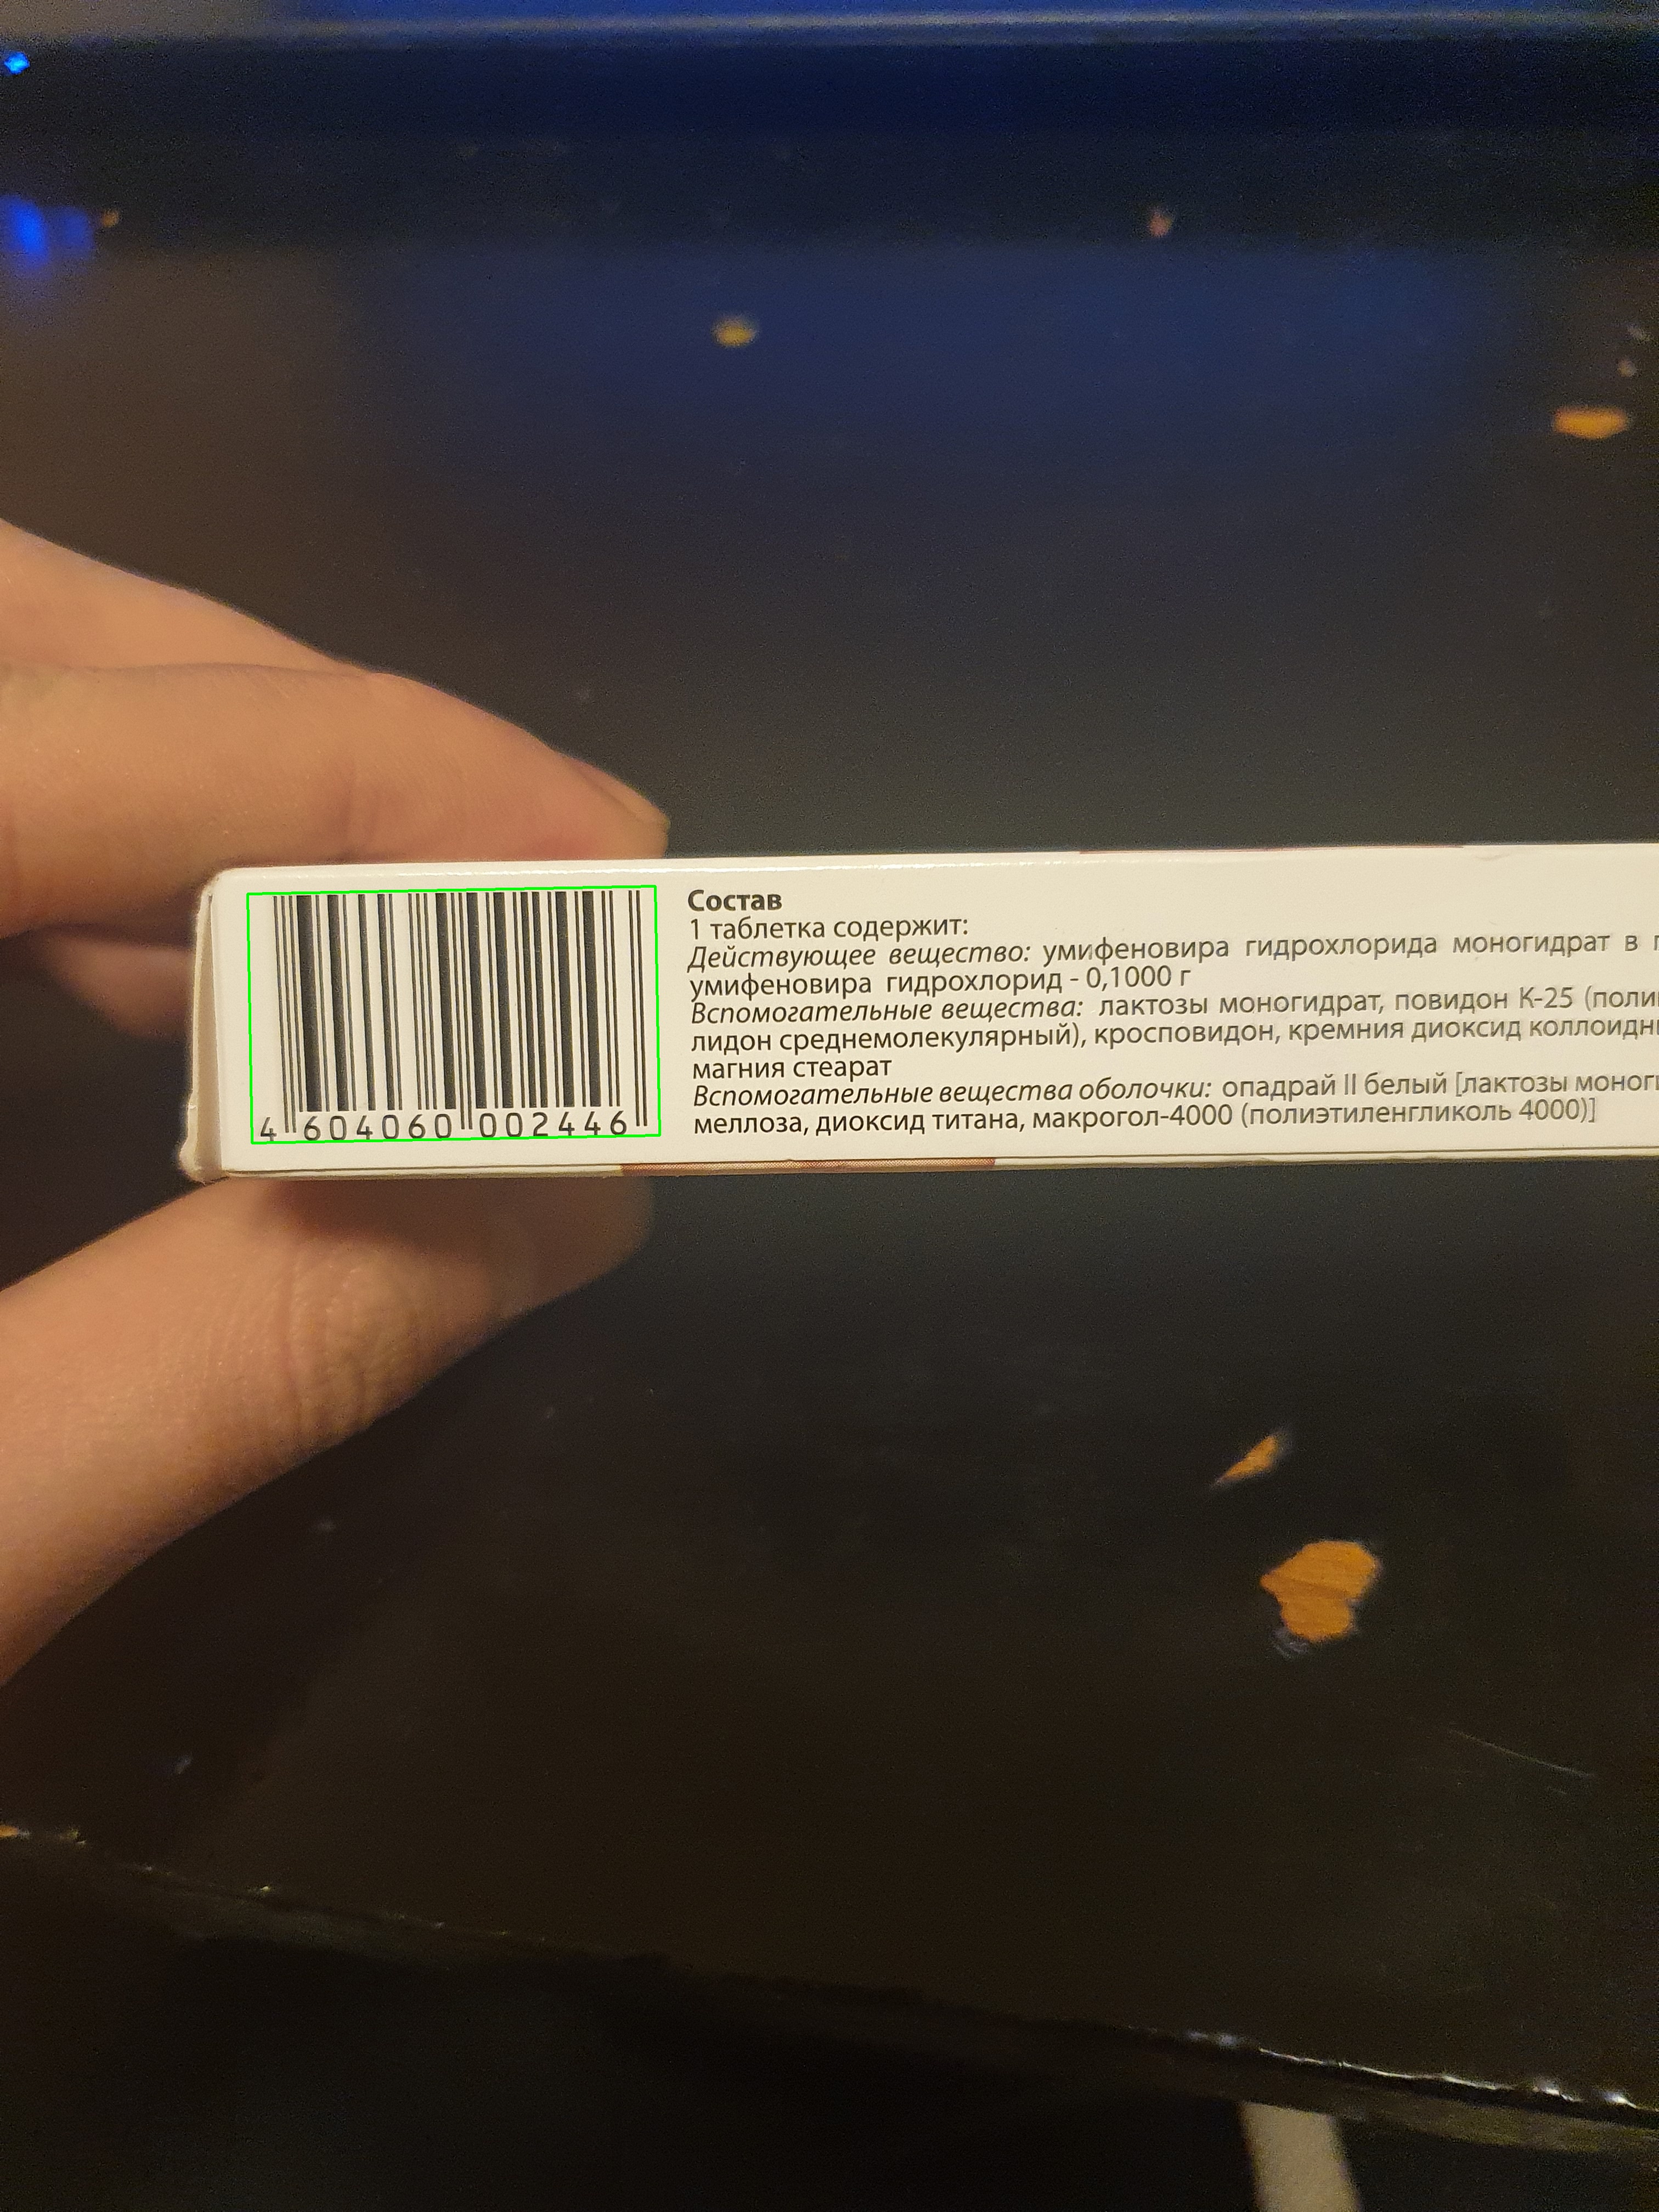 4 604060 002446
Состав
1 таблетка содержит:
Действующее вещество: умифеновира гидрохлорида моногидрат в
умифеновира гидрохлорид - 0,1000 г
Вспомогательные вещества: лактозы моногидрат, повидон К-25
лидон среднемолекулярный), кросповидон, кремния диоксид
магния стеарат
Вспомогательные вещества оболочки: опадрай II белый [лактозы
меллоза, диоксид титана, макрогол-4000 (полиэтиленгликоль 4000)]